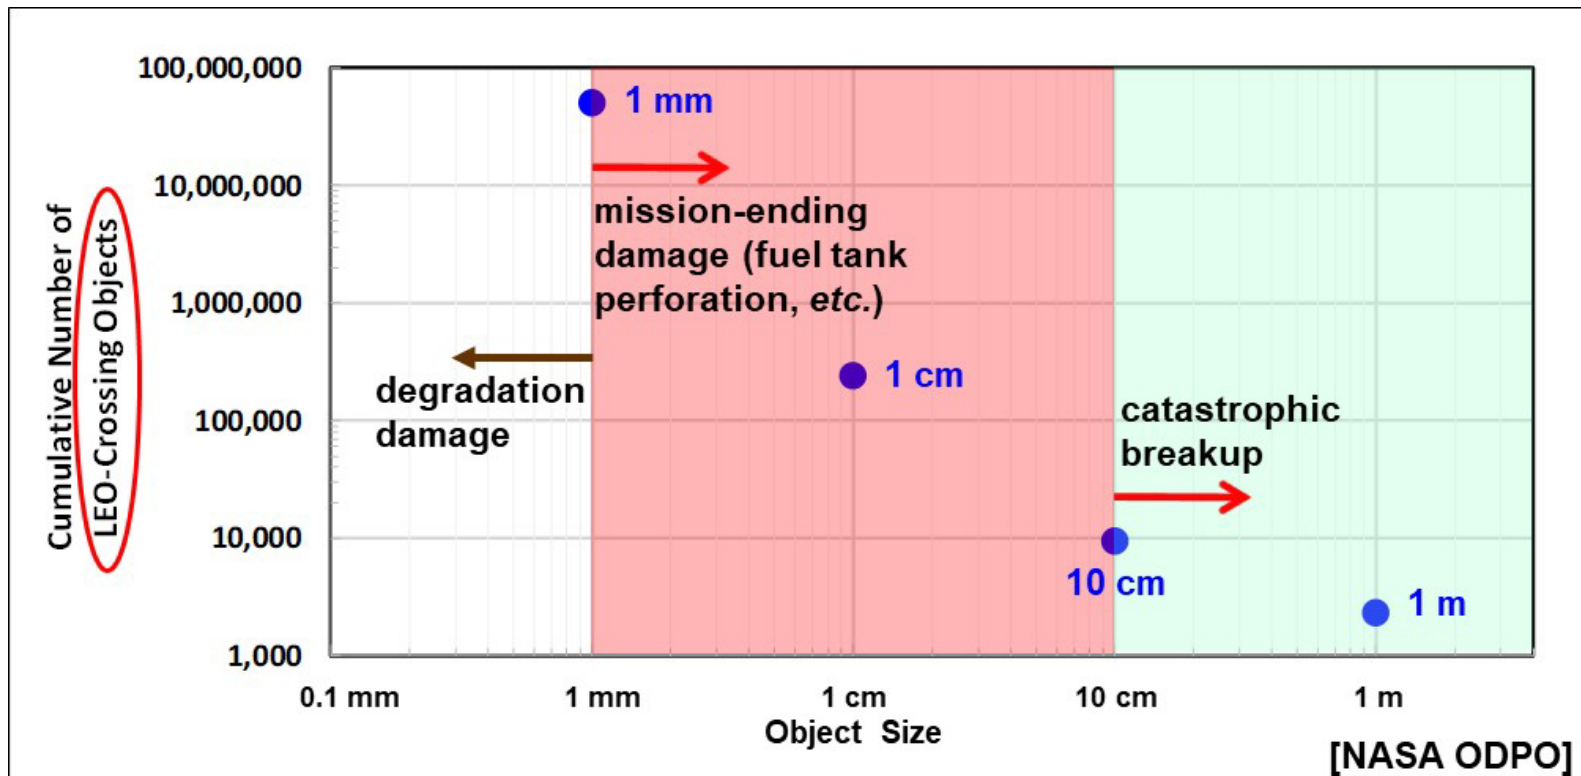 100,000,000
10,000,000
1,000,000
100,000
10,000
1,000
Cumulative Number of
LEO-Crossing Objects
1 mm
mission-ending
damage (fuel tank
perforation, etc.)
degradation
damage
1 cm
catastrophic
breakup
10 cm
1 m
0.1 mm
1 mm
1 cm
10 cm
1 m
Object Size
[NASA ODPO]